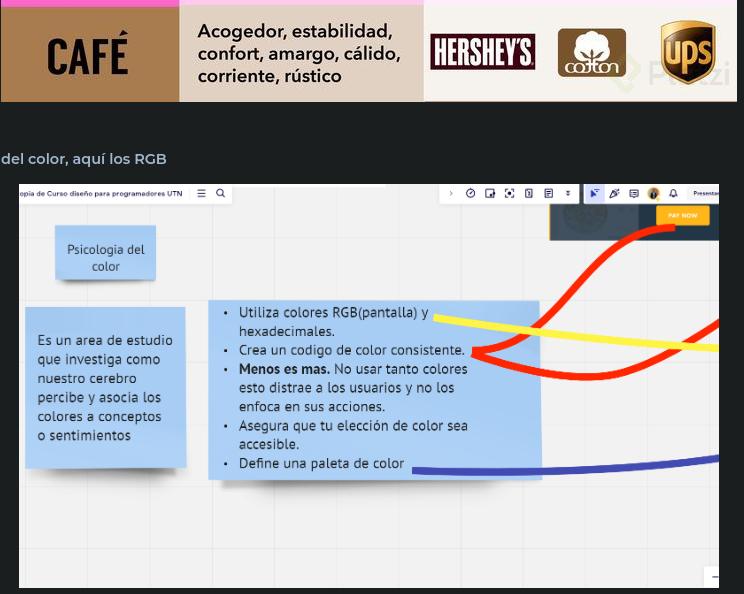 CAFÉ
Acogedor, estabilidad,
confort, amargo, cálido,
corriente, rústico
HERSHEY'S
cotton
ups
del color, aquí los RGB
opia de Curso diseño para programadores UTN
PAY NOW
Psicologia del
color
Es un area de estudio
que investiga como
nuestro cerebro
percibe y asocia los
colores a conceptos
o sentimientos
• Utiliza colores RGB(pantalla) y
hexadecimales.
• Crea un codigo de color consistente.
• Menos es mas. No usar tanto colores
esto distrae a los usuarios y no los
enfoca en sus acciones.
• Asegura que tu elección de color sea
accesible.
• Define una paleta de color